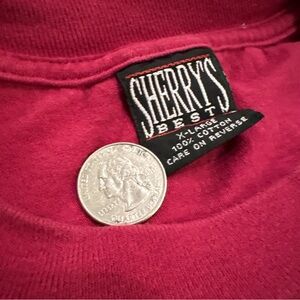 SHERRY'S
BEST
X-LARGE
100% COTTON
CARE ON REVERSE